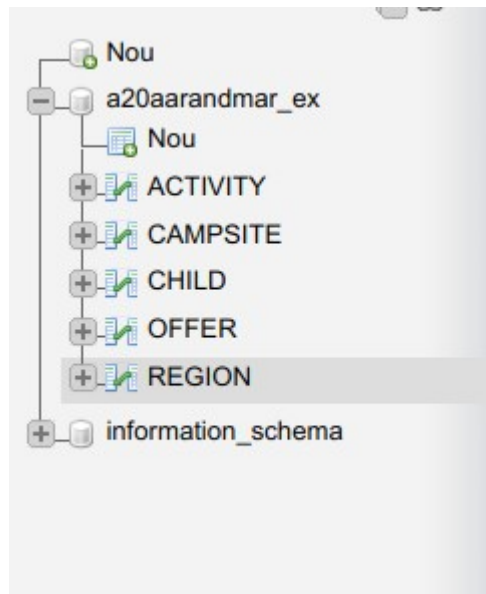 Nou
a20aarandmar_ex
Nou
ACTIVITY
CAMPSITE
CHILD
OFFER
REGION
information_schema